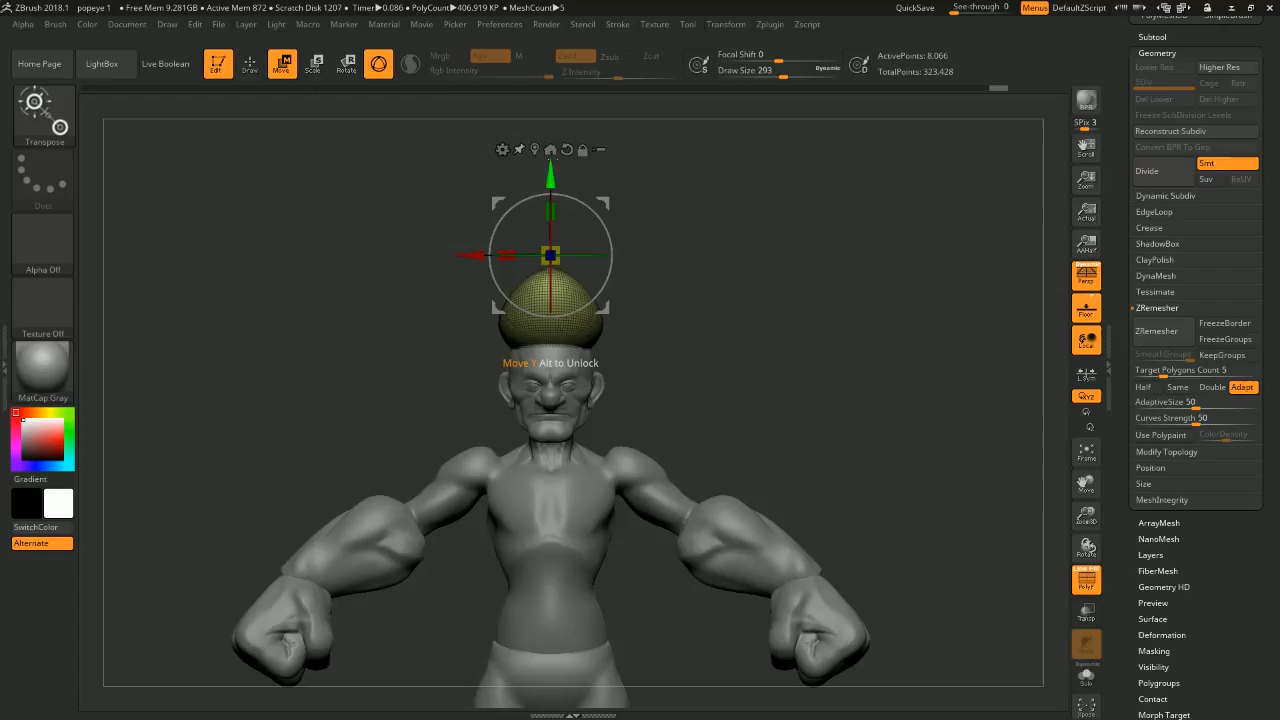 ZBrush 2018.1 popeye 1 • Free Mem 9.281GB • Active Mem 872 • Scratch Disk 1207 • Timer▶0.086 • PolyCount▶406.919 KP • MeshCount▶5 QuickSave See-through 0 Menus DefaultZScript
Alpha Brush Color Document Draw Edit File Layer Light Macro Marker Material Movie Picker Preferences Render Stencil Stroke Texture Tool Transform Zplugin Zscript
Home Page LightBox Live Boolean Edit Draw Move Scale Rotate
Mrgb Rgb M Zadd Zsub Zcut
Rgb Intensity Z Intensity
Focal Shift 0
Draw Size 293 Dynamic
ActivePoints: 8,066
TotalPoints: 323,428
Transpose
Dots
Alpha Off
Texture Off
MatCap Gray
Gradient
SwitchColor
Alternate
Move Y Alt to Unlock
BPR
SPix 3
Scroll
Zoom
Actual
AAHalf
Dynamic
Persp
Floor
Local
L.Sym
XYZ
Frame
Move
Zoom3D
Rotate
Line Fill
PolyF
Transp
Dynamic
Solo
Xpose
PolyMesh3D SimpleBrush
Subtool
Geometry
Lower Res Higher Res
SDiv Cage Rstr
Del Lower Del Higher
Freeze SubDivision Levels
Reconstruct Subdiv
Convert BPR To Geo
Divide Smt
Suv ReUV
Dynamic Subdiv
EdgeLoop
Crease
ShadowBox
ClayPolish
DynaMesh
Tessimate
ZRemesher
ZRemesher FreezeBorder
FreezeGroups
SmoothGroups KeepGroups
Target Polygons Count 5
Half Same Double Adapt
AdaptiveSize 50
Curves Strength 50
Use Polypaint ColorDensity
Modify Topology
Position
Size
MeshIntegrity
ArrayMesh
NanoMesh
Layers
FiberMesh
Geometry HD
Preview
Surface
Deformation
Masking
Visibility
Polygroups
Contact
Morph Target